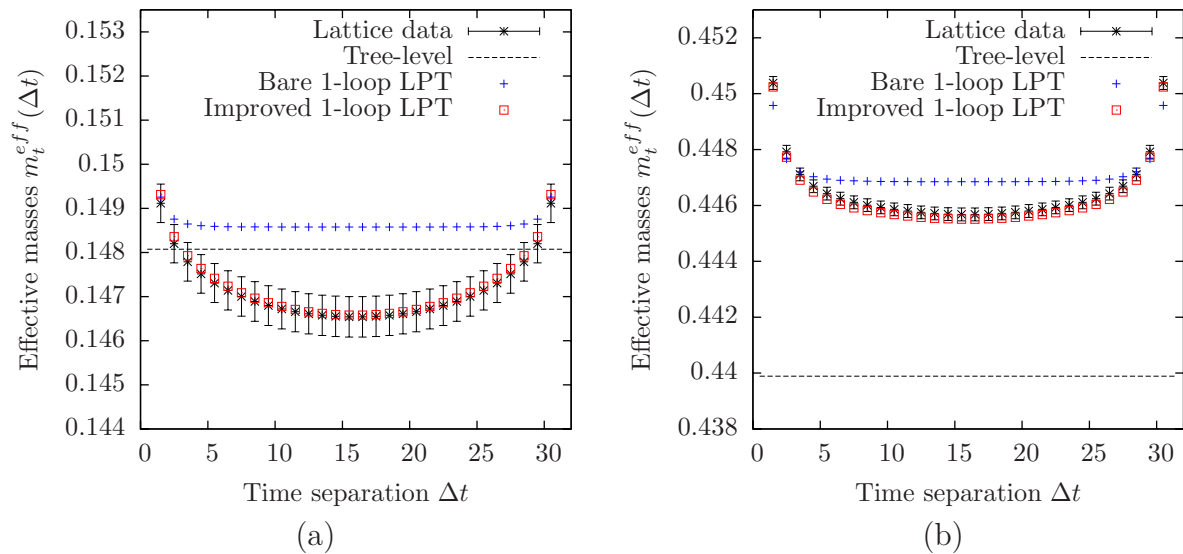 Effective masses m_t^{eff}(Δt)
0.153
0.152
0.151
0.15
0.149
0.148
0.147
0.146
0.145
0.144
0 5 10 15 20 25 30
Time separation Δt
Lattice data
Tree-level
Bare 1-loop LPT
Improved 1-loop LPT
(a)
Effective masses m_t^{eff}(Δt)
0.452
0.45
0.448
0.446
0.444
0.442
0.44
0.438
0 5 10 15 20 25 30
Time separation Δt
Lattice data
Tree-level
Bare 1-loop LPT
Improved 1-loop LPT
(b)